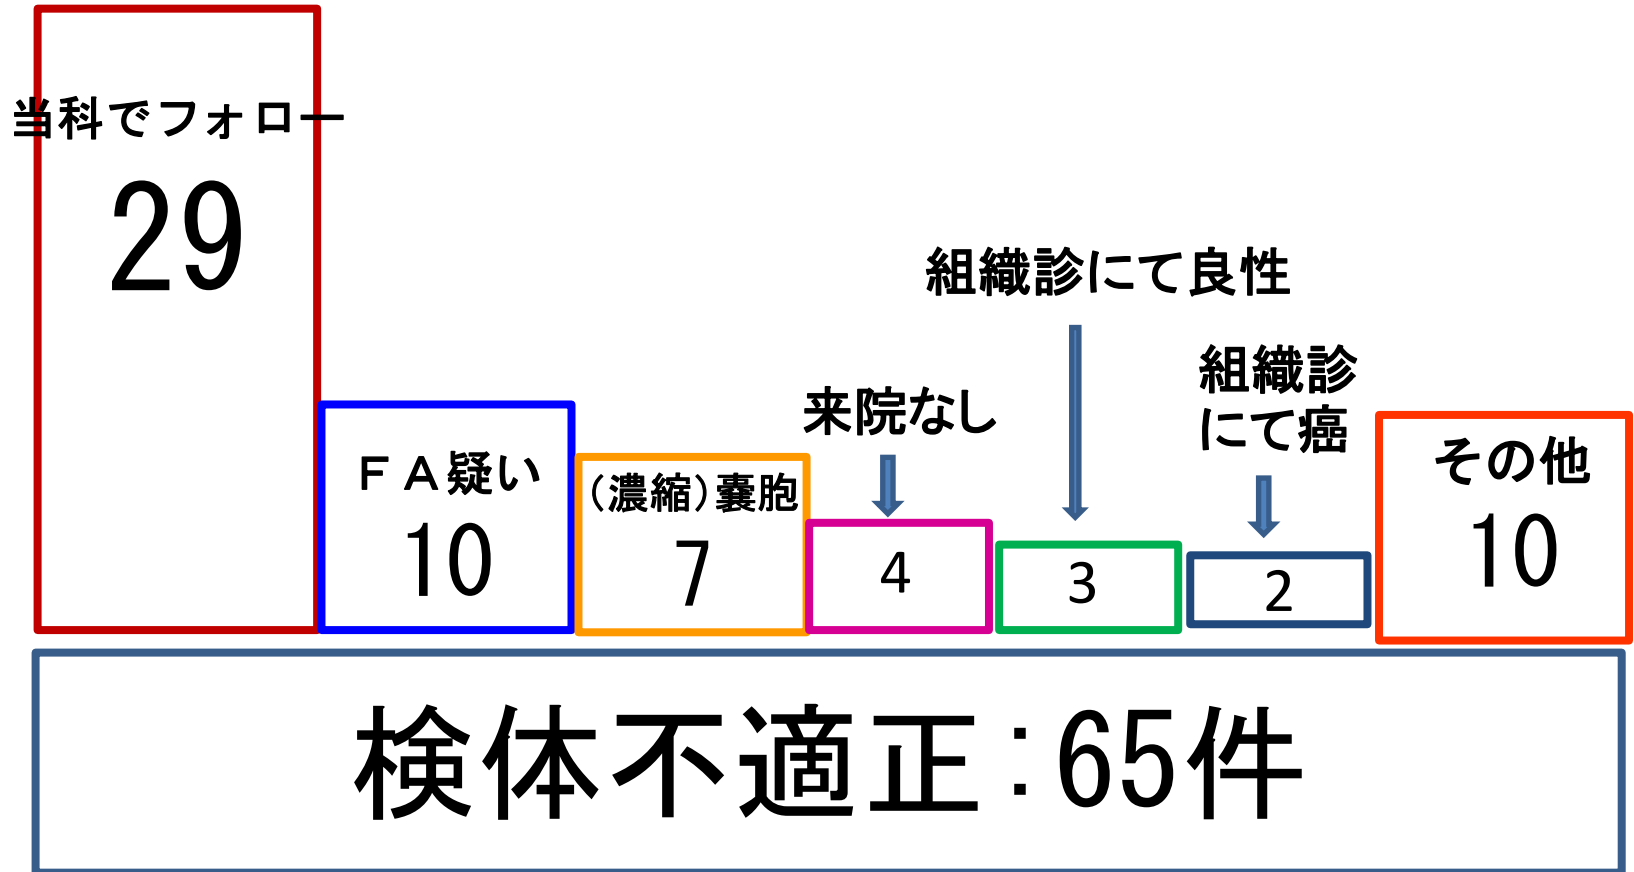 当科でフォロー
29
ＦＡ疑い
10
（濃縮）嚢胞
7
来院なし
4
組織診にて良性
3
組織診
にて癌
2
その他
10
検体不適正：65件